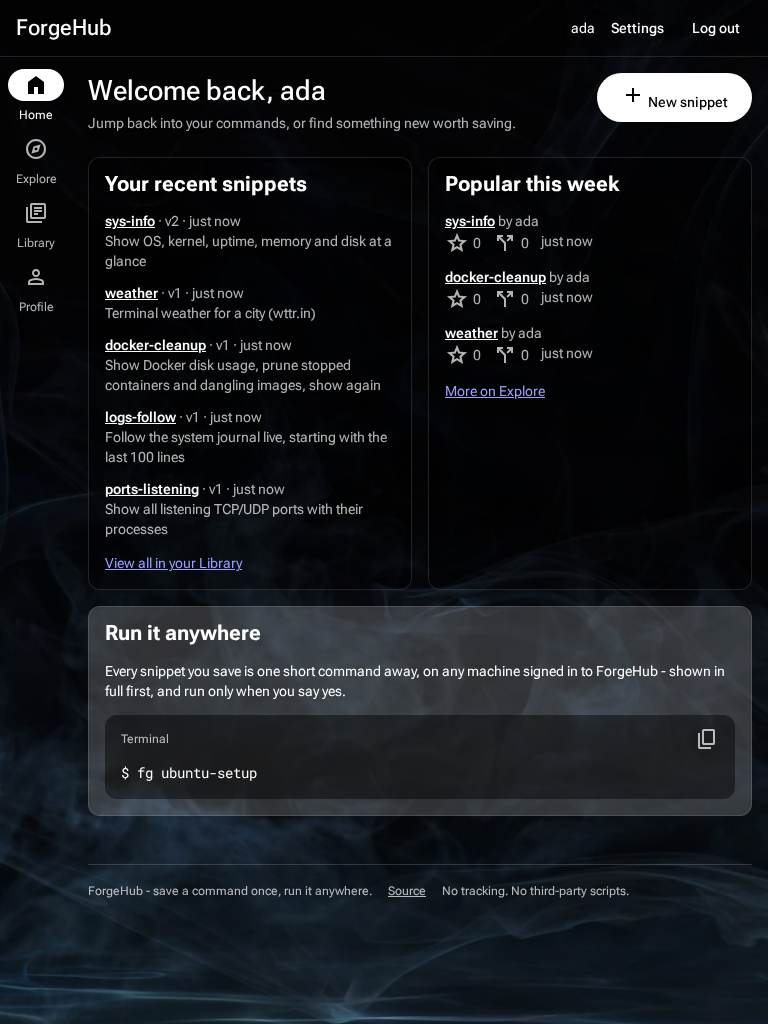 ForgeHub
ada Settings Log out
Home
Explore
Library
Profile
Welcome back, ada
Jump back into your commands, or find something new worth saving.
New snippet
Your recent snippets
sys-info · v2 · just now
Show OS, kernel, uptime, memory and disk at a
glance
weather · v1 · just now
Terminal weather for a city (wttr.in)
docker-cleanup · v1 · just now
Show Docker disk usage, prune stopped
containers and dangling images, show again
logs-follow · v1 · just now
Follow the system journal live, starting with the
last 100 lines
ports-listening · v1 · just now
Show all listening TCP/UDP ports with their
processes
View all in your Library
Popular this week
sys-info by ada
0 0 just now
docker-cleanup by ada
0 0 just now
weather by ada
0 0 just now
More on Explore
Run it anywhere
Every snippet you save is one short command away, on any machine signed in to ForgeHub - shown in
full first, and run only when you say yes.
Terminal
$ fg ubuntu-setup
ForgeHub - save a command once, run it anywhere. Source No tracking. No third-party scripts.